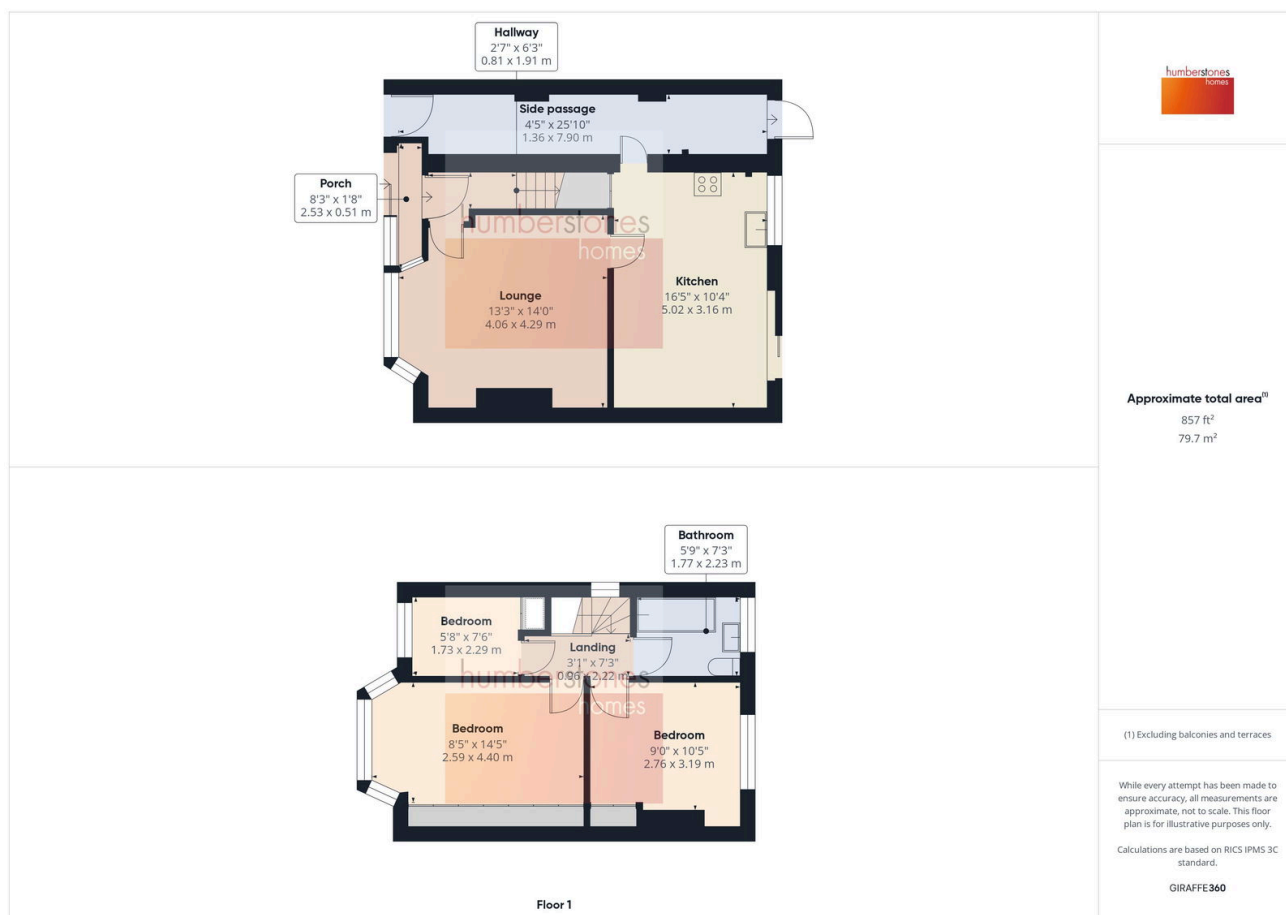 Hallway
2'7" x 6'3"
0.81 x 1.91 m
Side passage
4'5" x 25'10"
1.36 x 7.90 m
Porch
8'3" x 1'8"
2.53 x 0.51 m
humberstones
homes
Lounge
13'3" x 14'0"
4.06 x 4.29 m
Kitchen
16'5" x 10'4"
5.02 x 3.16 m
Bathroom
5'9" x 7'3"
1.77 x 2.23 m
Bedroom
5'8" x 7'6"
1.73 x 2.29 m
Landing
3'1" x 7'3"
0.96 x 2.22 m
humberstones
homes
Bedroom
8'5" x 14'5"
2.59 x 4.40 m
Bedroom
9'0" x 10'5"
2.76 x 3.19 m
Floor 1
humberstones
homes
Approximate total area(1)
857 ft²
79.7 m²
(1) Excluding balconies and terraces
While every attempt has been made to
ensure accuracy, all measurements are
approximate, not to scale. This floor
plan is for illustrative purposes only.
Calculations are based on RICS IPMS 3C
standard.
GIRAFFE360